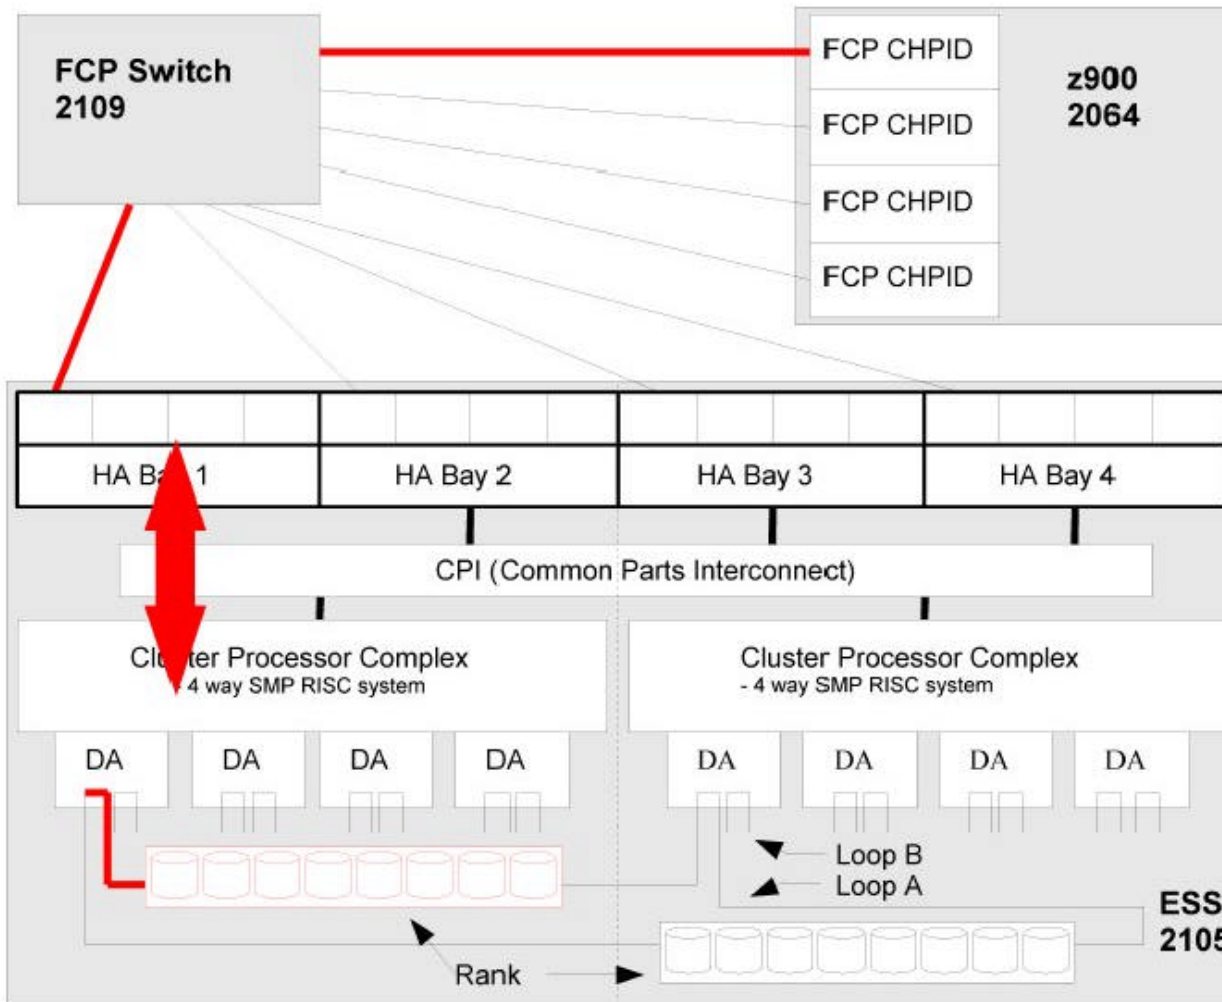 FCP Switch
2109
FCP CHPID
FCP CHPID
FCP CHPID
FCP CHPID
z900
2064
HA Bay 1
HA Bay 2
HA Bay 3
HA Bay 4
CPI (Common Parts Interconnect)
Cluster Processor Complex
- 4 way SMP RISC system
Cluster Processor Complex
- 4 way SMP RISC system
DA
DA
DA
DA
DA
DA
DA
DA
Loop B
Loop A
ESS
2105
Rank